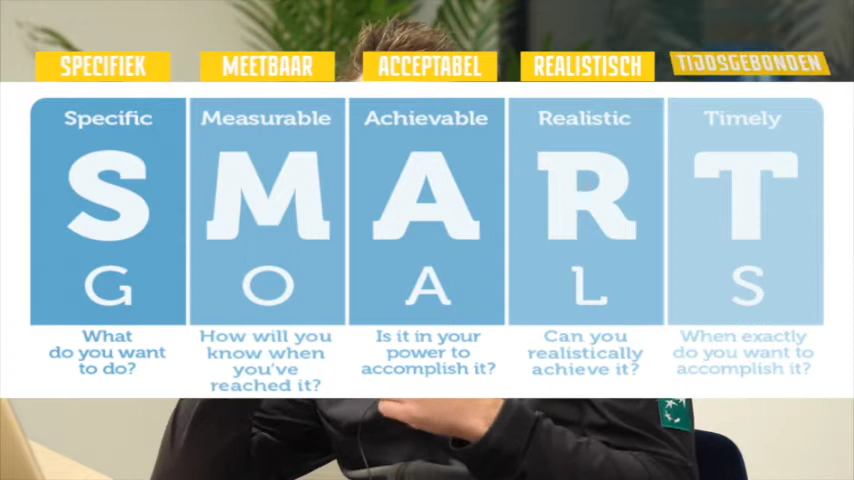 SPECIFIEK MEETBAAR ACCEPTABEL REALISTISCH TIJDSGEBONDEN
Specific Measurable Achievable Realistic Timely
S M A R T
G O A L S
What
do you want
to do?
How will you
know when
you've
reached it?
Is it in your
power to
accomplish it?
Can you
realistically
achieve it?
When exactly
do you want to
accomplish it?